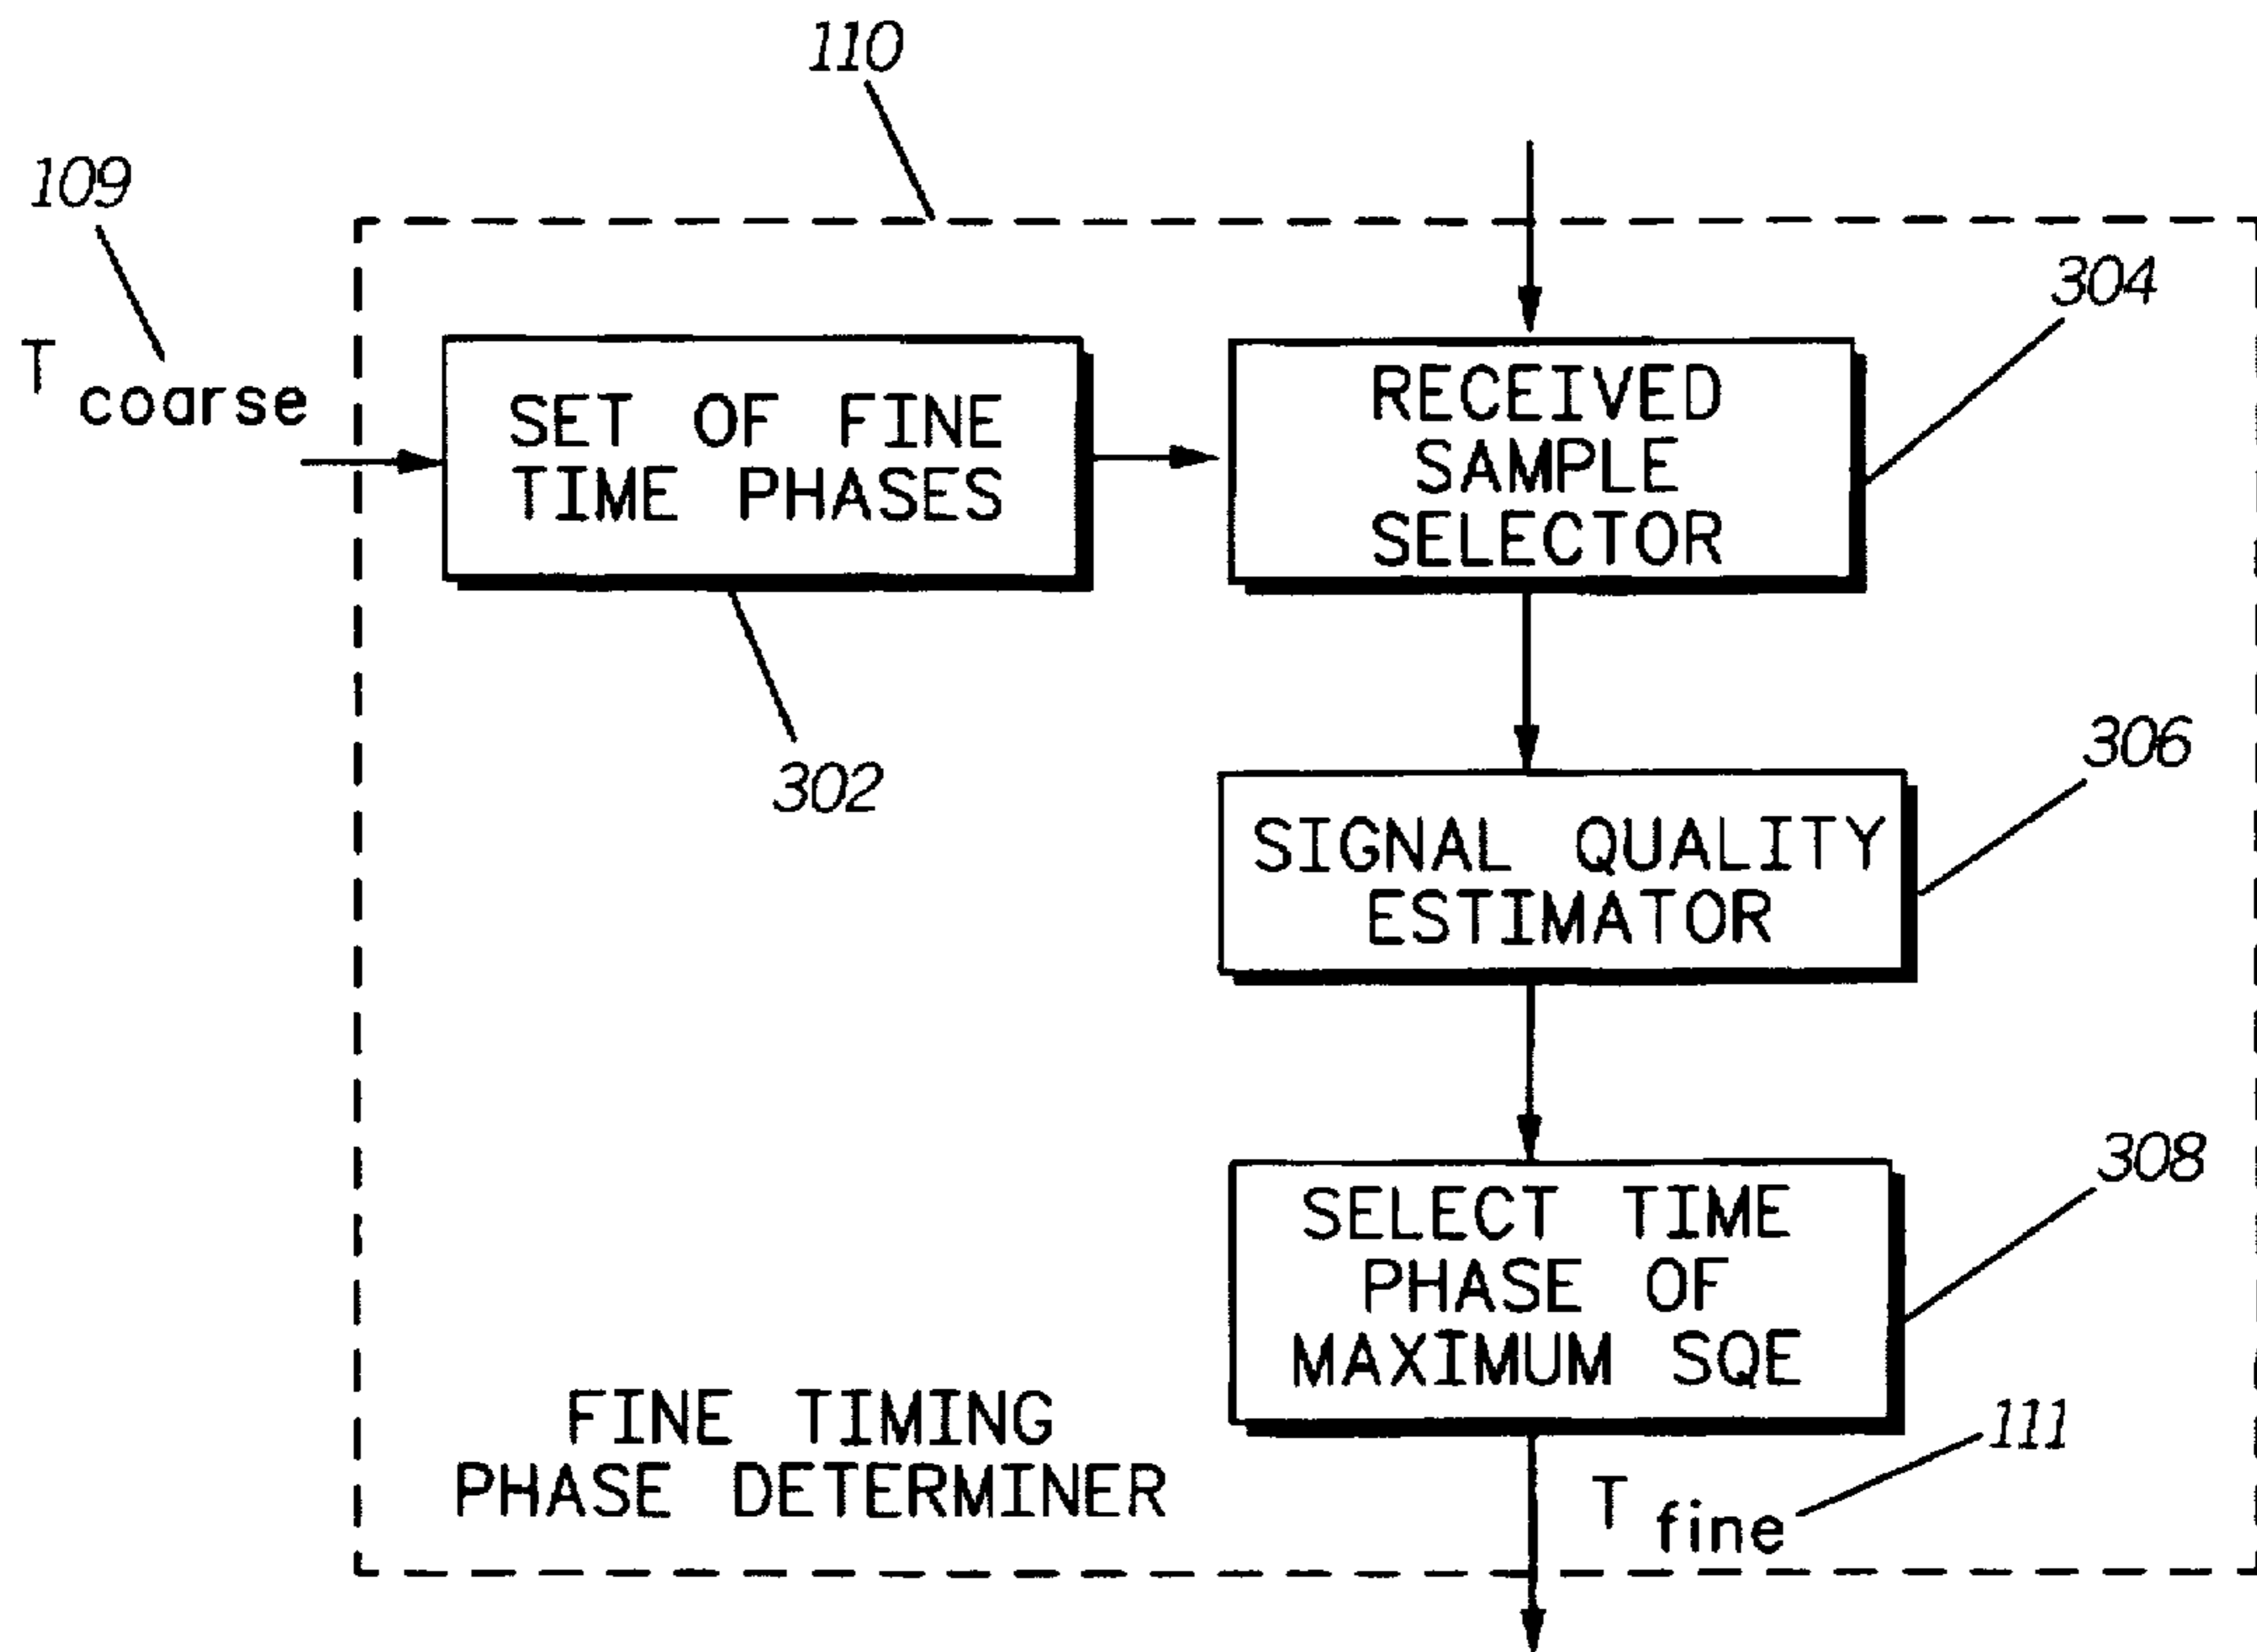 110
109
T coarse
304
SET OF FINE
TIME PHASES
RECEIVED
SAMPLE
SELECTOR
302
306
SIGNAL QUALITY
ESTIMATOR
308
SELECT TIME
PHASE OF
MAXIMUM SQE
FINE TIMING
PHASE DETERMINER
111
T fine